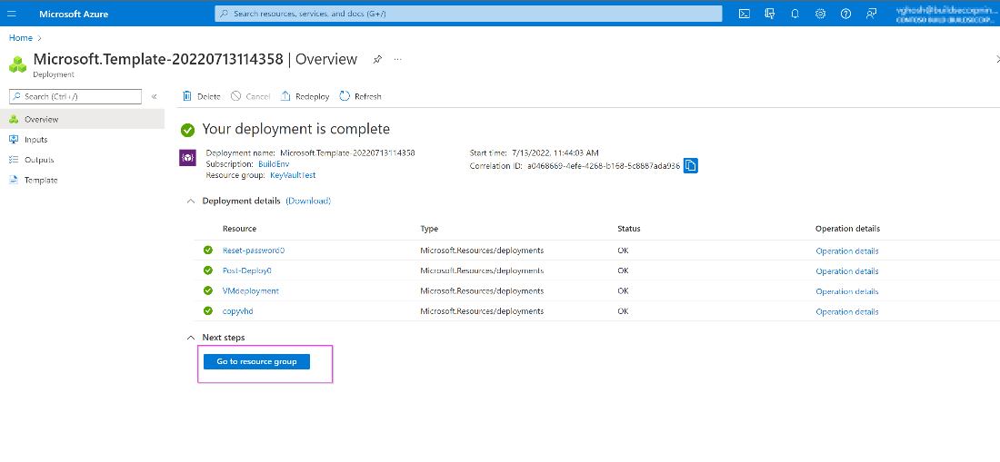 Microsoft Azure
Search resources, services, and docs (G+/)
Home
Microsoft.Template-20220713114358 | Overview
Deployment
Search (Ctrl+/)
Overview
Inputs
Outputs
Template
Delete Cancel Redeploy Refresh
Your deployment is complete
Deployment name: Microsoft.Template-20220713114358
Subscription: BuildEnv
Resource group: KeyVaultTest
Start time: 7/13/2022, 11:44:03 AM
Correlation ID: a0468669-4efe-4268-b168-5c8887ada936
Deployment details (Download)
Resource Type Status Operation details
Reset-password0 Microsoft.Resources/deployments OK Operation details
Post-Deploy0 Microsoft.Resources/deployments OK Operation details
VMdeployment Microsoft.Resources/deployments OK Operation details
copyvhd Microsoft.Resources/deployments OK Operation details
Next steps
Go to resource group